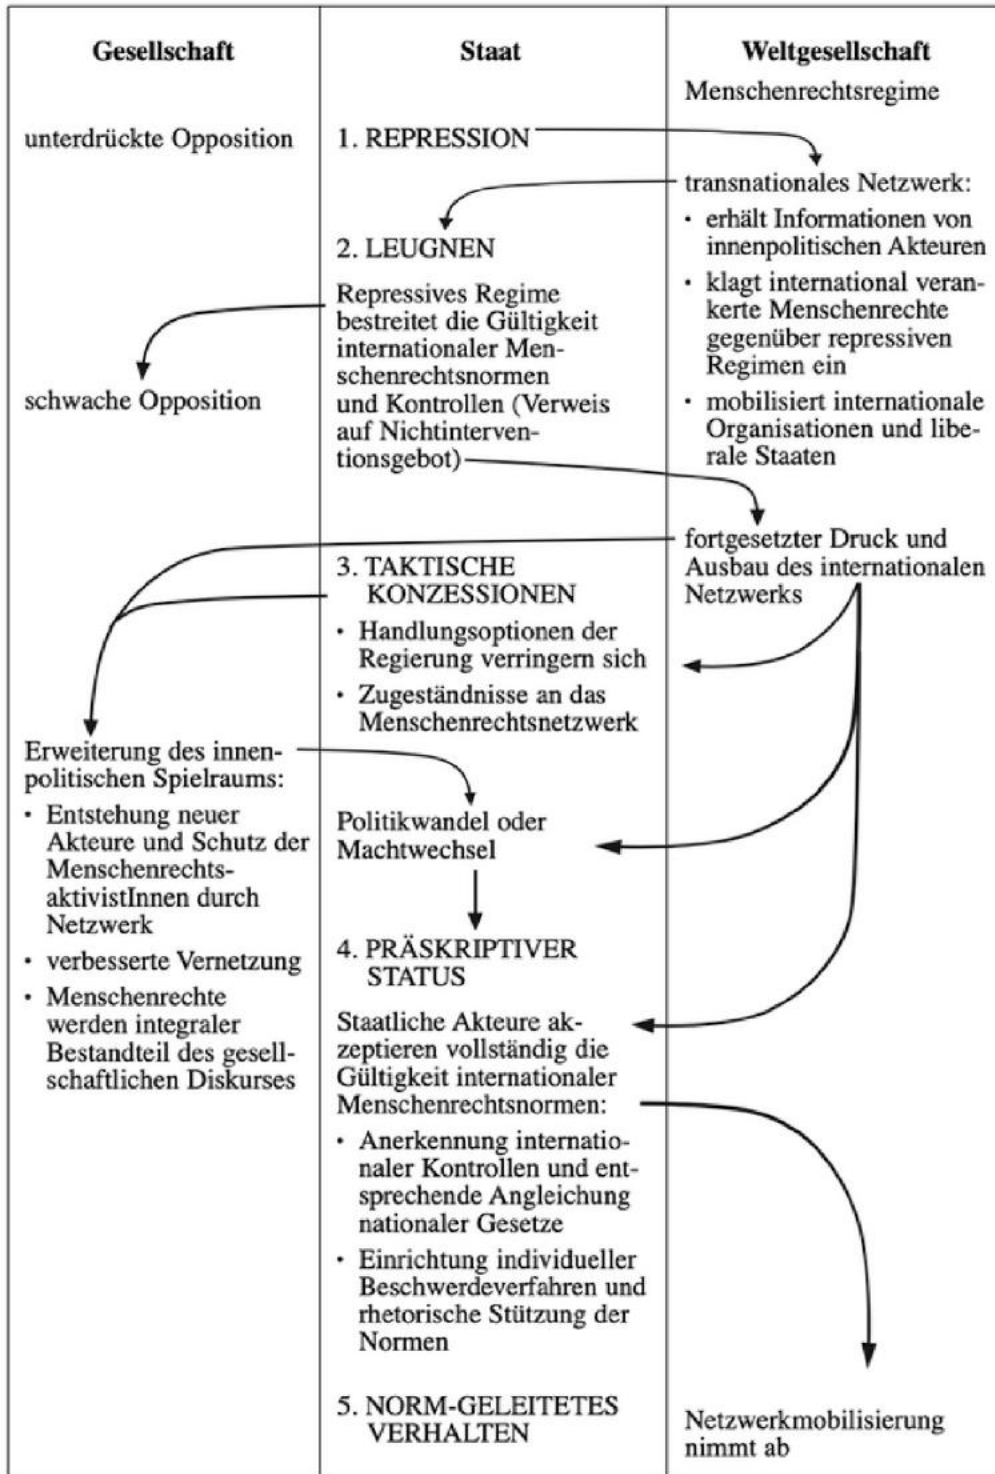 Gesellschaft
unterdrückte Opposition
schwache Opposition
Erweiterung des innen-
politischen Spielraums:
• Entstehung neuer
Akteure und Schutz der
Menschenrechts-
aktivistInnen durch
Netzwerk
• verbesserte Vernetzung
• Menschenrechte
werden integraler
Bestandteil des gesell-
schaftlichen Diskurses
Staat
1. REPRESSION
2. LEUGNEN
Repressives Regime
bestreitet die Gültigkeit
internationaler Men-
schenrechtsnormen
und Kontrollen (Verweis
auf Nichtinterven-
tionsgebot)
3. TAKTISCHE
KONZESSIONEN
• Handlungsoptionen der
Regierung verringern sich
• Zugeständnisse an das
Menschenrechtsnetzwerk
Politikwandel oder
Machtwechsel
4. PRÄSKRIPTIVER
STATUS
Staatliche Akteure ak-
zeptieren vollständig die
Gültigkeit internationaler
Menschenrechtsnormen:
• Anerkennung internatio-
naler Kontrollen und ent-
sprechende Angleichung
nationaler Gesetze
• Einrichtung individueller
Beschwerdeverfahren und
rhetorische Stützung der
Normen
5. NORM-GELEITETES
VERHALTEN
Weltgesellschaft
Menschenrechtsregime
transnationales Netzwerk:
• erhält Informationen von
innenpolitischen Akteuren
• klagt international veran-
kerte Menschenrechte
gegenüber repressiven
Regimen ein
• mobilisiert internationale
Organisationen und libe-
rale Staaten
fortgesetzter Druck und
Ausbau des internationalen
Netzwerks
Netzwerkmobilisierung
nimmt ab